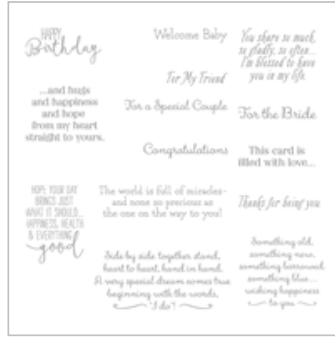 HAPPY
Birthday
...and hugs
and happiness
and hope
from my heart
straight to yours.
Welcome Baby
For My Friend
For a Special Couple
Congratulations
You share so much,
so gladly, so often...
I'm blessed to have
you in my life.
For the Bride
This card is
filled with love...
HOPE YOUR DAY
BRINGS JUST
WHAT IT SHOULD...
HAPPINESS, HEALTH
& EVERYTHING
good
The world is full of miracles-
and none so precious as
the one on the way to you!
Thanks for being you
Side by side together stand,
heart to heart, hand in hand.
A very special dream comes true
beginning with the words,
"I do"!
Something old,
something new,
something borrowed,
something blue...
wishing happiness
to you